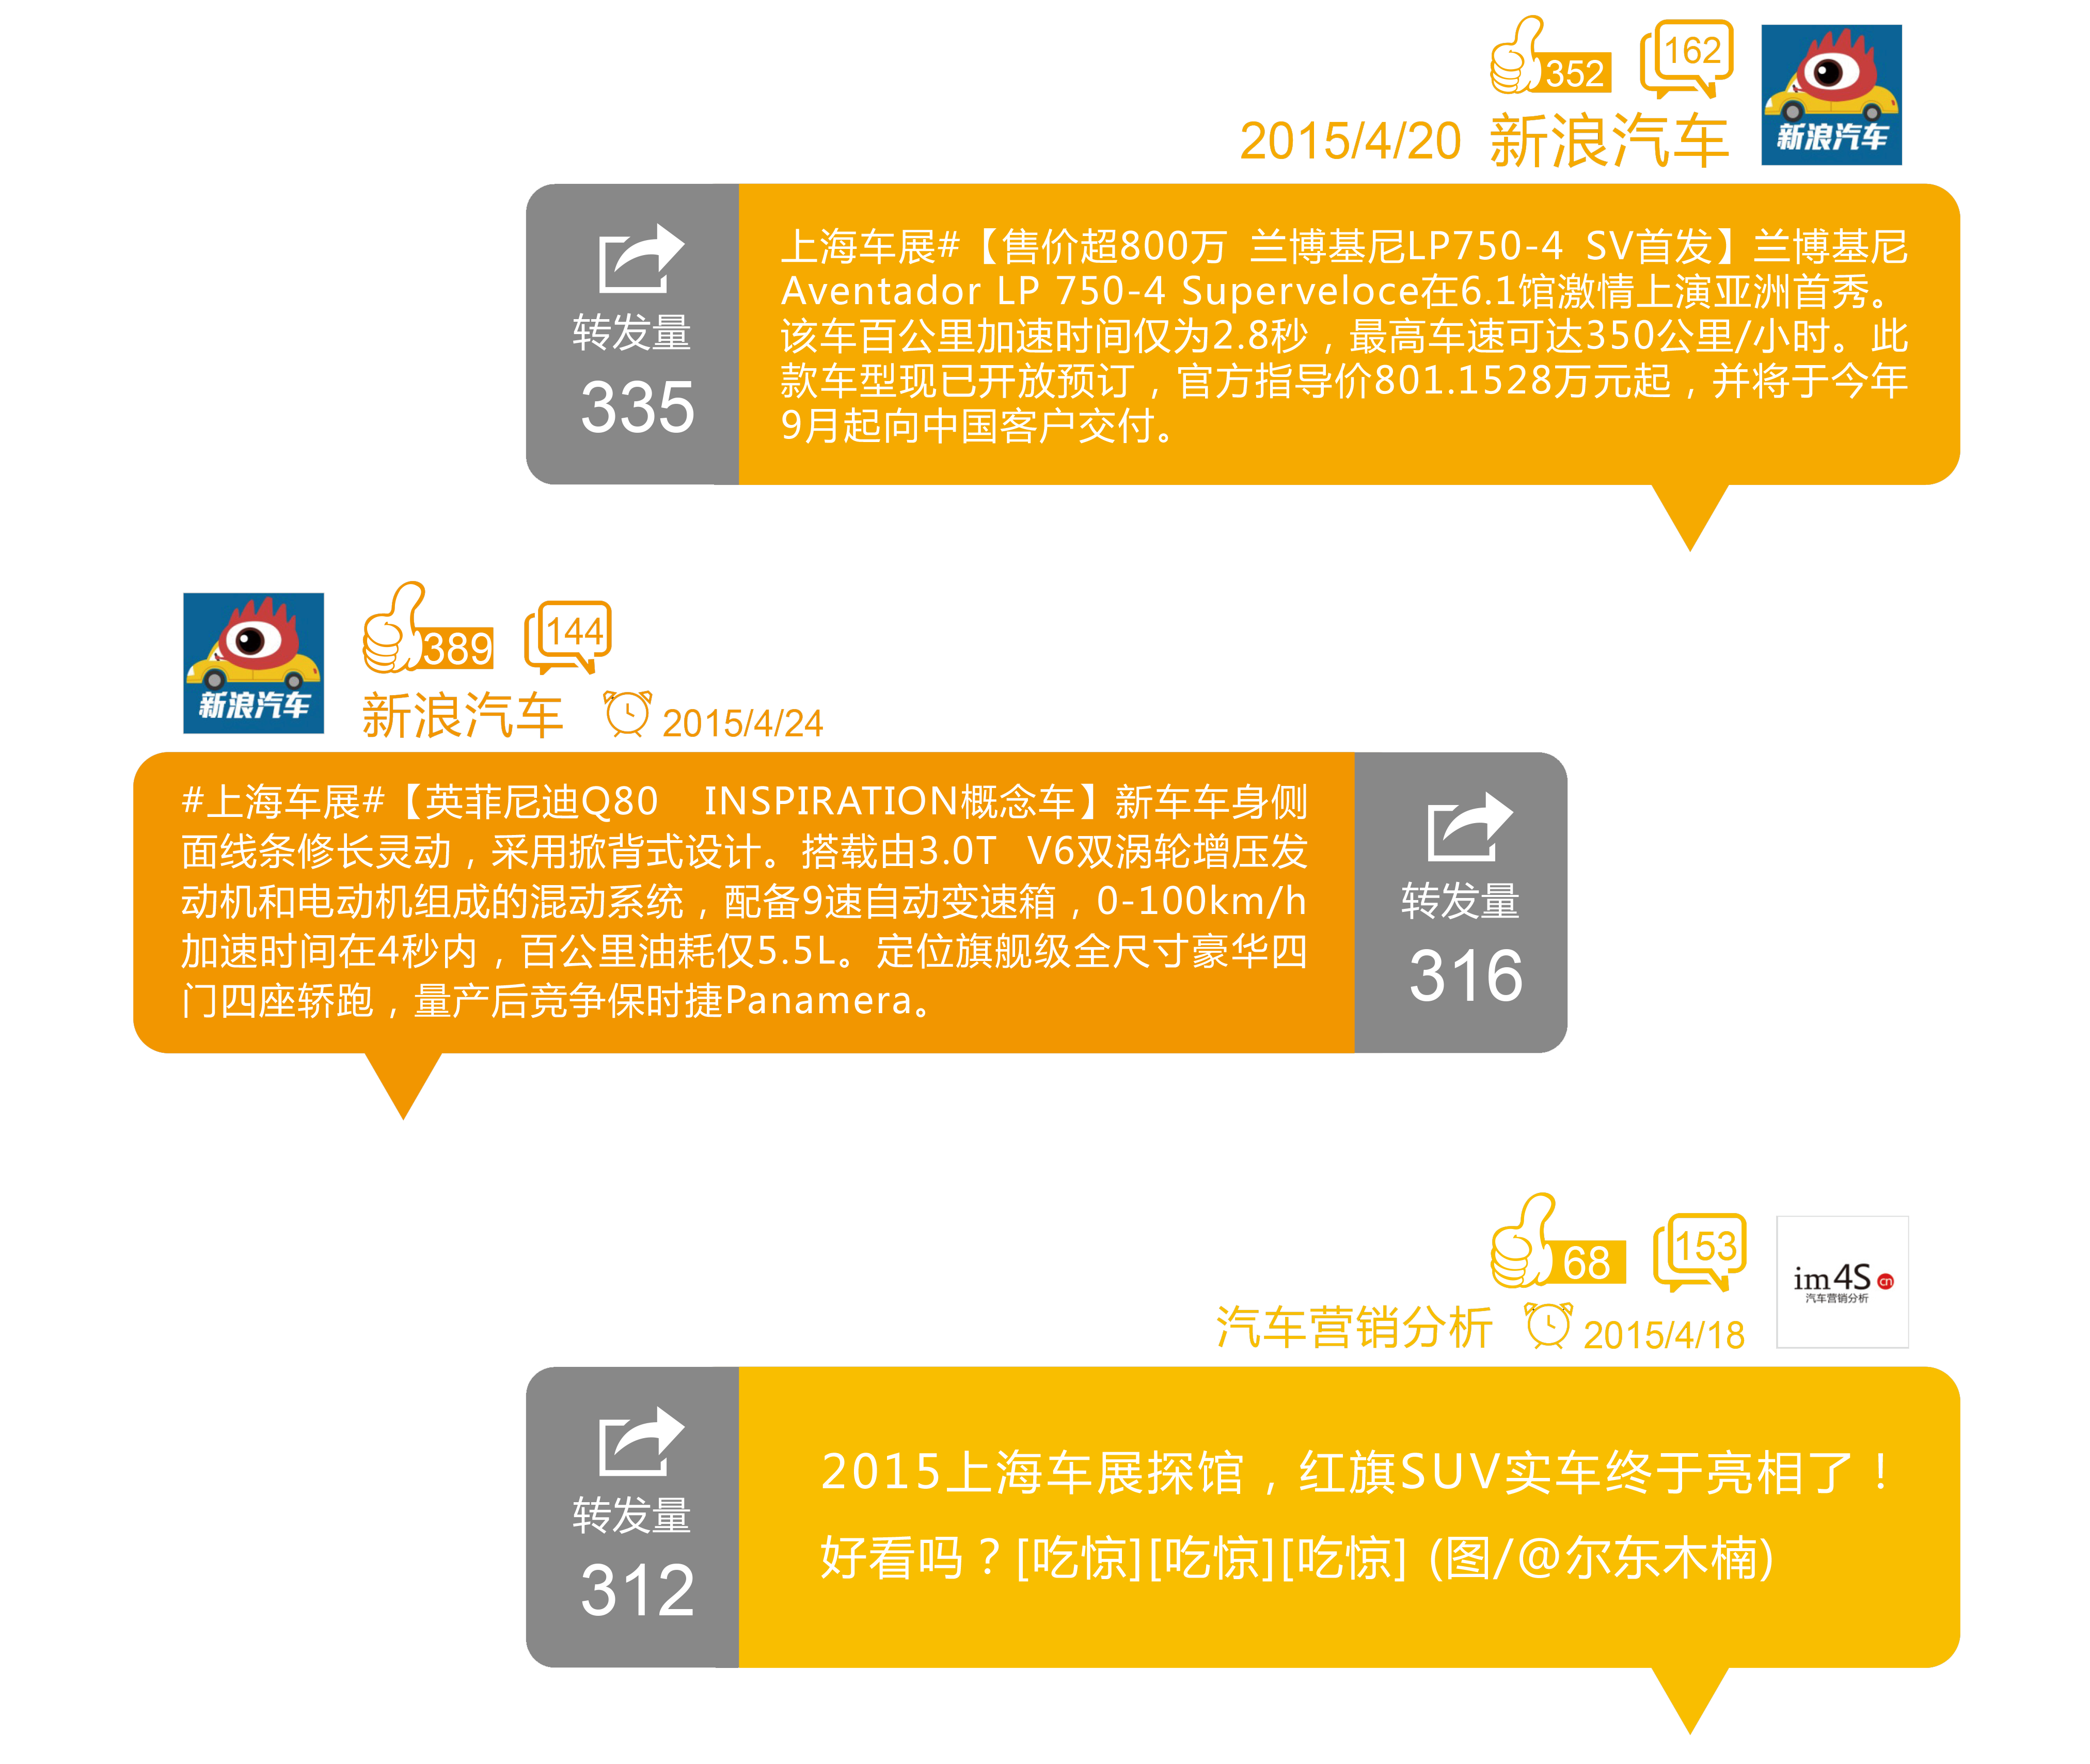 352
162
2015/4/20 新浪汽车
新浪汽车
转发量
335
上海车展#【售价超800万 兰博基尼LP750-4 SV首发】兰博基尼
Aventador LP 750-4 Superveloce在6.1馆激情上演亚洲首秀。
该车百公里加速时间仅为2.8秒，最高车速可达350公里/小时。此
款车型现已开放预订，官方指导价801.1528万元起，并将于今年
9月起向中国客户交付。
新浪汽车
389
144
新浪汽车 2015/4/24
#上海车展#【英菲尼迪Q80 INSPIRATION概念车】新车车身侧
面线条修长灵动，采用掀背式设计。搭载由3.0T V6双涡轮增压发
动机和电动机组成的混动系统，配备9速自动变速箱，0-100km/h
加速时间在4秒内，百公里油耗仅5.5L。定位旗舰级全尺寸豪华四
门四座轿跑，量产后竞争保时捷Panamera。
转发量
316
68
153
汽车营销分析 2015/4/18
im4S cn
汽车营销分析
转发量
312
2015上海车展探馆，红旗SUV实车终于亮相了！
好看吗？[吃惊][吃惊][吃惊] (图/@尔东木楠)